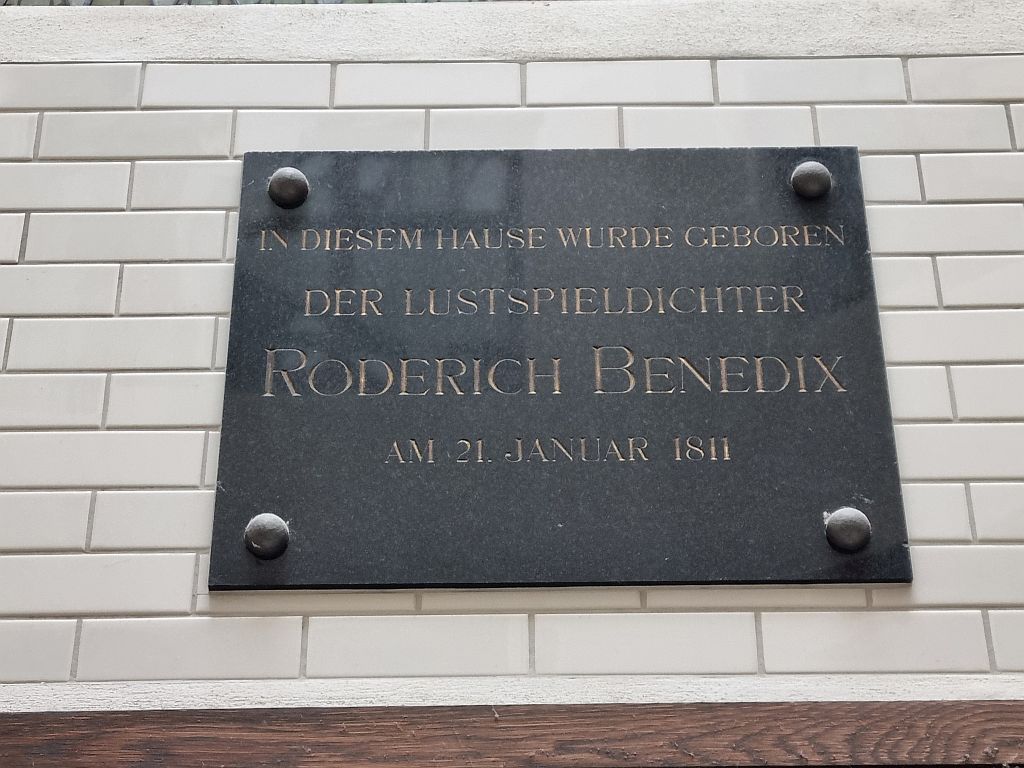 IN DIESEM HAUSE WURDE GEBOREN
DER LUSTSPIELDICHTER
RODERICH BENEDIX
AM 21. JANUAR 1811